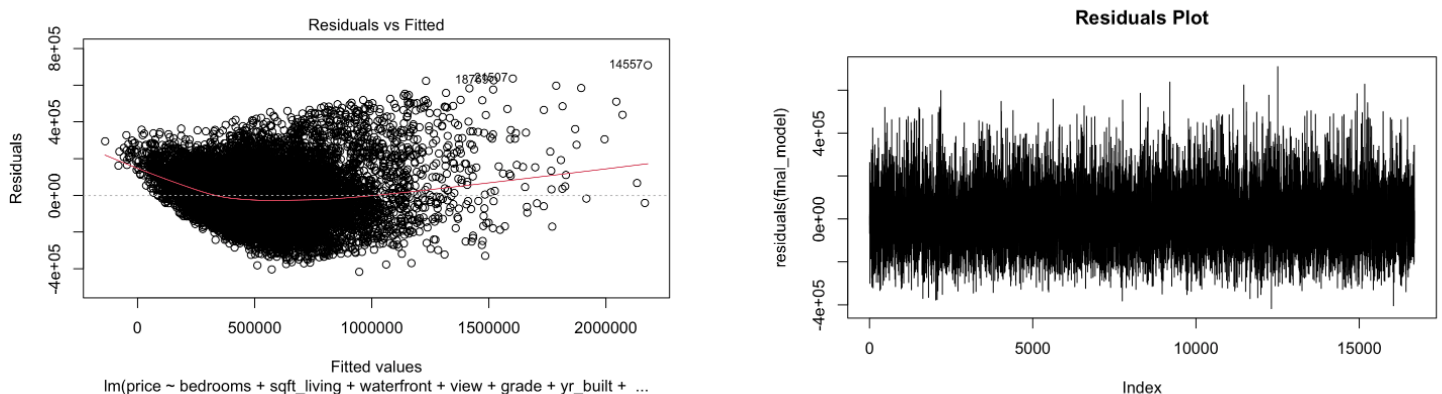 Residuals vs Fitted
Residuals
-4e+05 0e+00 4e+05 8e+05
14557
21507
0 500000 1000000 1500000 2000000
Fitted values
lm(price ~ bedrooms + sqft_living + waterfront + view + grade + yr_built + ...
Residuals Plot
residuals(final_model)
-4e+05 0e+00 4e+05
0 5000 10000 15000
Index